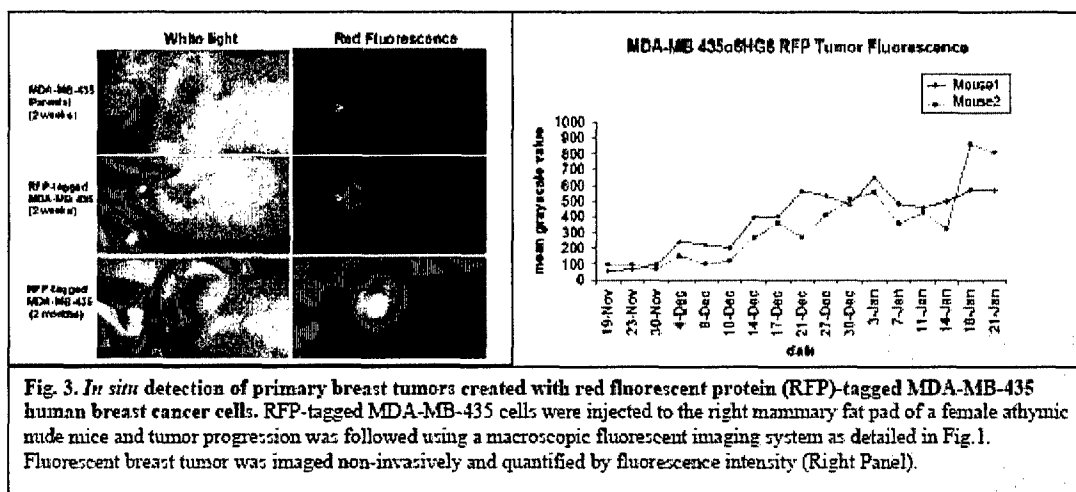 White light
Red Fluorescence
MDA-MB-435
Parental
(2 weeks)
RFP-tagged
MDA-MB-435
(2 weeks)
RFP-tagged
MDA-MB-435
(2 months)
MDA-MB 435α6HG6 RFP Tumor Fluorescence
Mouse1
Mouse2
mean grayscale value
1000
900
800
700
600
500
400
300
200
100
0
19-Nov
23-Nov
30-Nov
4-Dec
8-Dec
10-Dec
14-Dec
17-Dec
21-Dec
27-Dec
30-Dec
3-Jan
7-Jan
11-Jan
14-Jan
18-Jan
21-Jan
date
Fig. 3. In situ detection of primary breast tumors created with red fluorescent protein (RFP)-tagged MDA-MB-435
human breast cancer cells. RFP-tagged MDA-MB-435 cells were injected to the right mammary fat pad of a female athymic
nude mice and tumor progression was followed using a macroscopic fluorescent imaging system as detailed in Fig.1.
Fluorescent breast tumor was imaged non-invasively and quantified by fluorescence intensity (Right Panel).